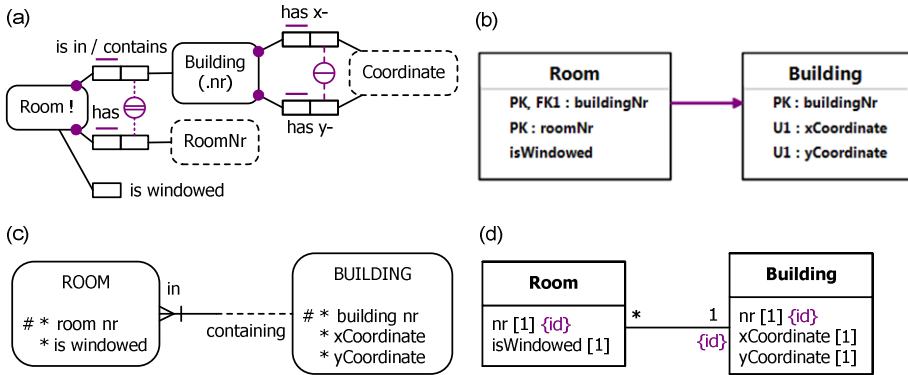 (a)
has x-
is in / contains
Building
(.nr)
Coordinate
Room !
has
RoomNr
has y-
is windowed
(b)
Room
PK, FK1 : buildingNr
PK : roomNr
isWindowed
Building
PK : buildingNr
U1 : xCoordinate
U1 : yCoordinate
(c)
ROOM
# * room nr
* is windowed
in
containing
BUILDING
# * building nr
* xCoordinate
* yCoordinate
(d)
Room
nr [1] {id}
isWindowed [1]
*
1
{id}
Building
nr [1] {id}
xCoordinate [1]
yCoordinate [1]